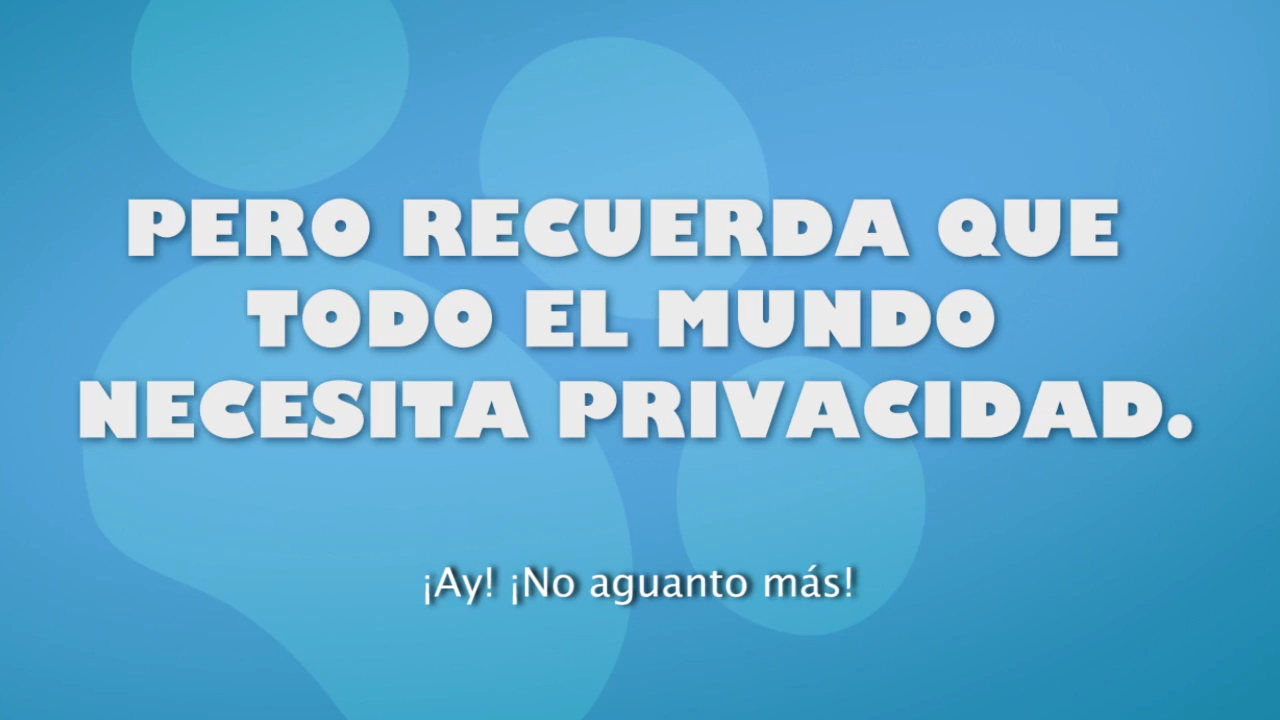 PERO RECUERDA QUE
TODO EL MUNDO
NECESITA PRIVACIDAD.
¡Ay! ¡No aguanto más!